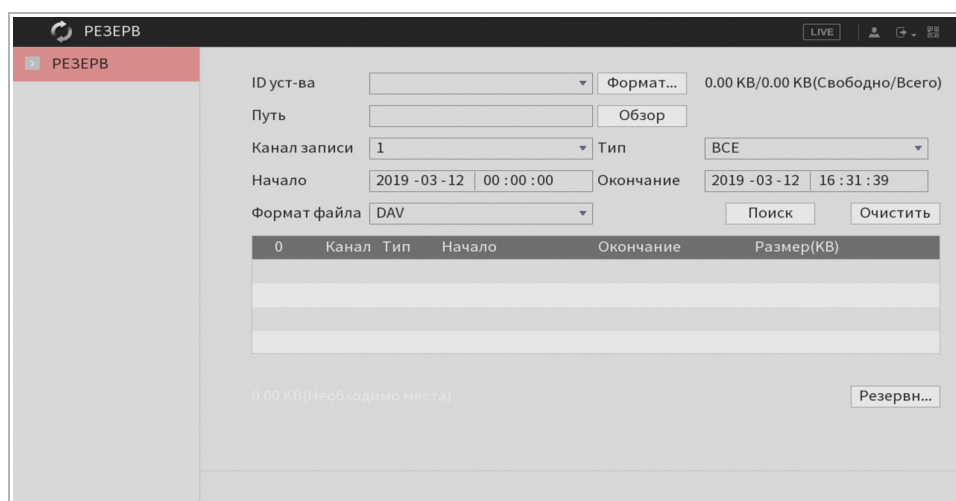 РЕЗЕРВ LIVE
РЕЗЕРВ
ID уст-ва Формат... 0.00 KB/0.00 KB(Свободно/Всего)
Путь Обзор
Канал записи 1 Тип ВСЕ
Начало 2019 -03 -12 00 : 00 : 00 Окончание 2019 -03 -12 16 : 31 : 39
Формат файла DAV Поиск Очистить
0 Канал Тип Начало Окончание Размер(KB)
0.00 KB(Необходимо места) Резервн...